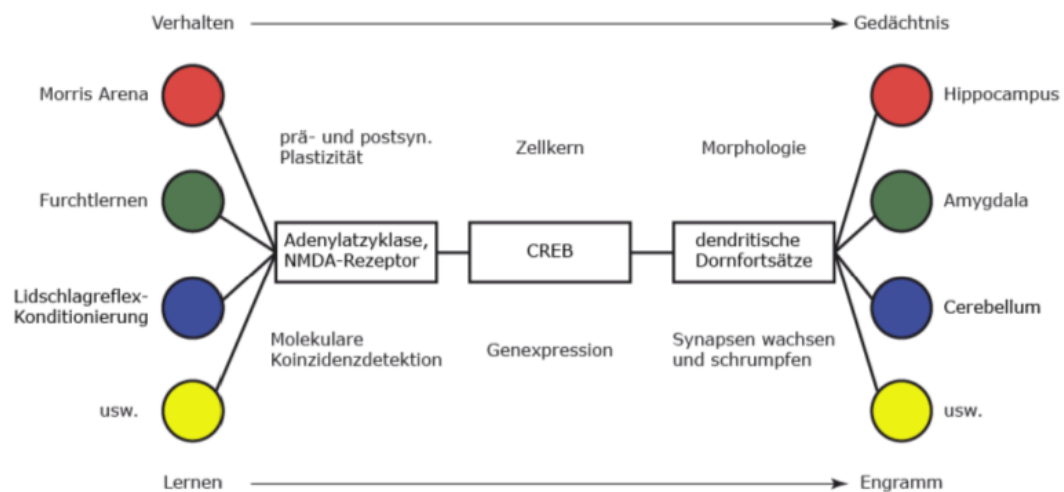 Verhalten
Gedächtnis
Morris Arena
Hippocampus
prä- und postsyn.
Plastizität
Zellkern
Morphologie
Furchtlernen
Amygdala
Adenylatzyklase,
NMDA-Rezeptor
CREB
dendritische
Dornfortsätze
Lidschlagreflex-
Konditionierung
Cerebellum
Molekulare
Koinzidenzdetektion
Genexpression
Synapsen wachsen
und schrumpfen
usw.
usw.
Lernen
Engramm